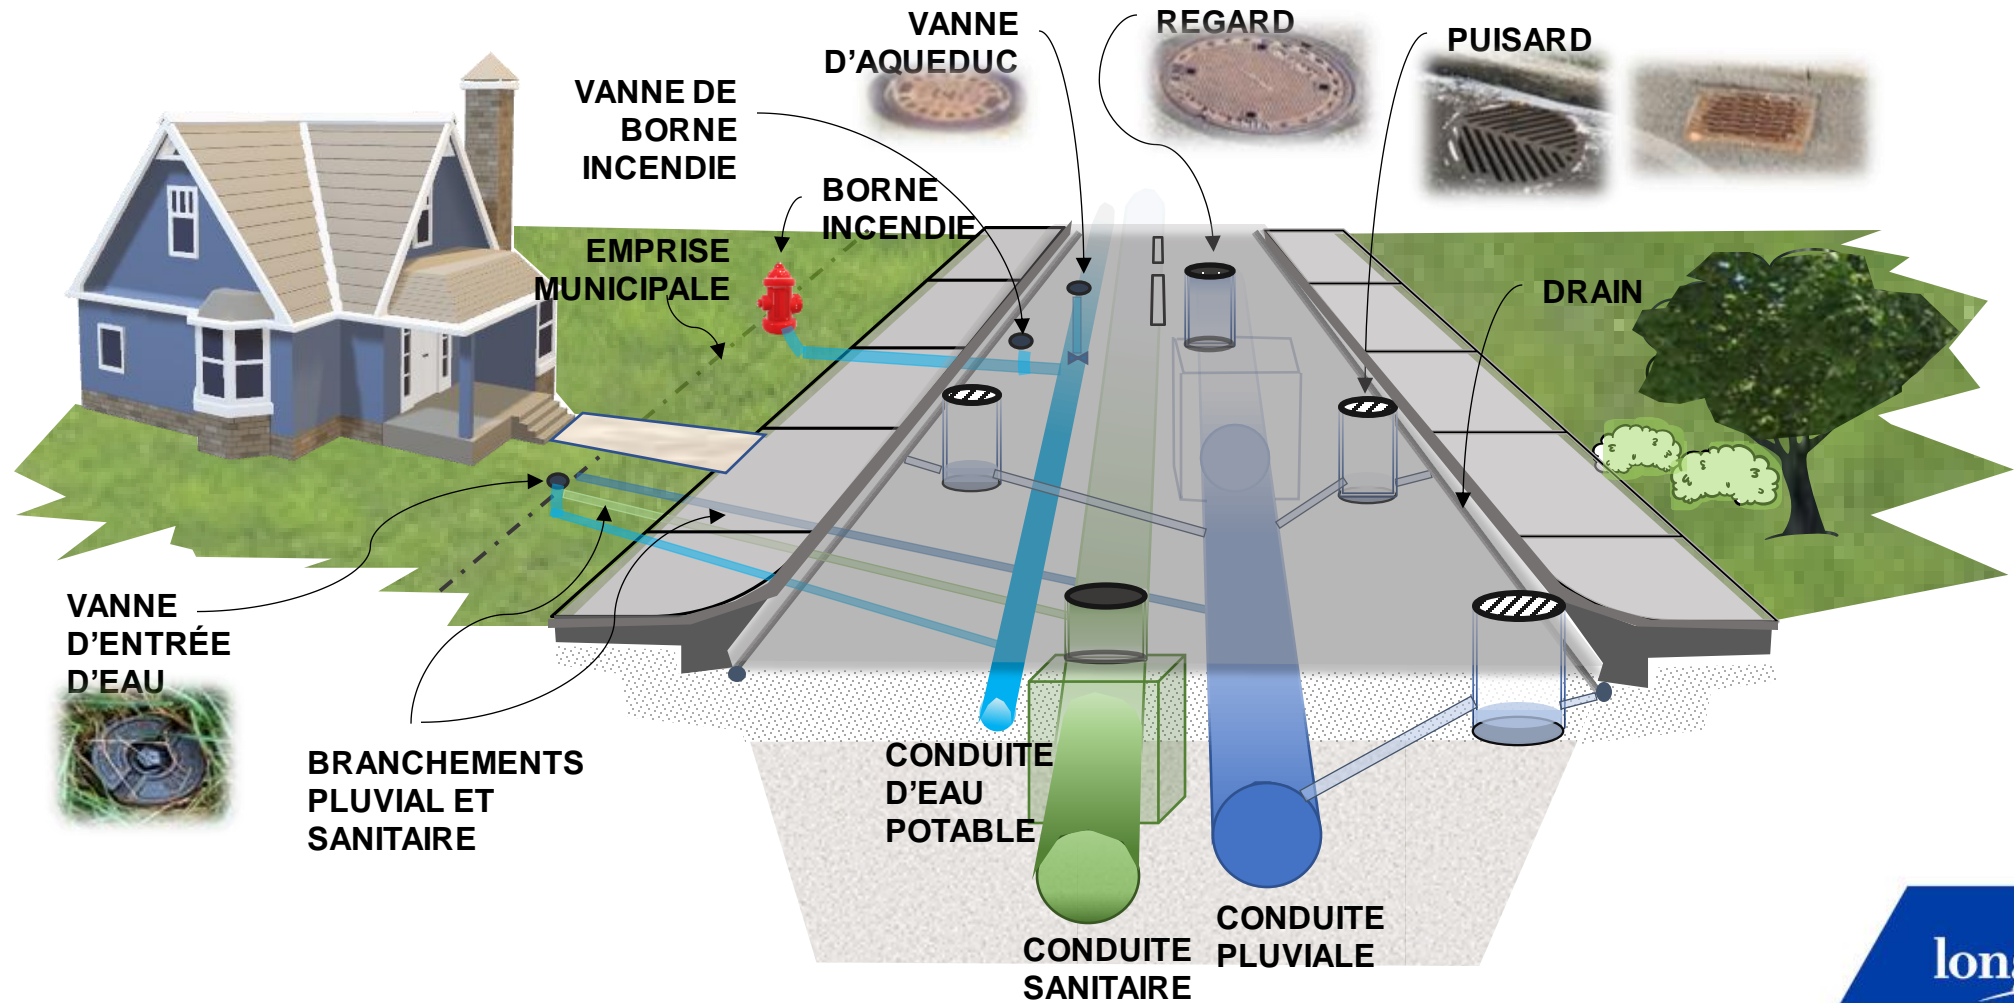 VANNE
D'AQUEDUC
REGARD
PUISARD
VANNE DE
BORNE
INCENDIE
BORNE
INCENDIE
EMPRISE
MUNICIPALE
DRAIN
VANNE
D'ENTRÉE
D'EAU
BRANCHEMENTS
PLUVIAL ET
SANITAIRE
CONDUITE
D'EAU
POTABLE
CONDUITE
SANITAIRE
CONDUITE
PLUVIALE